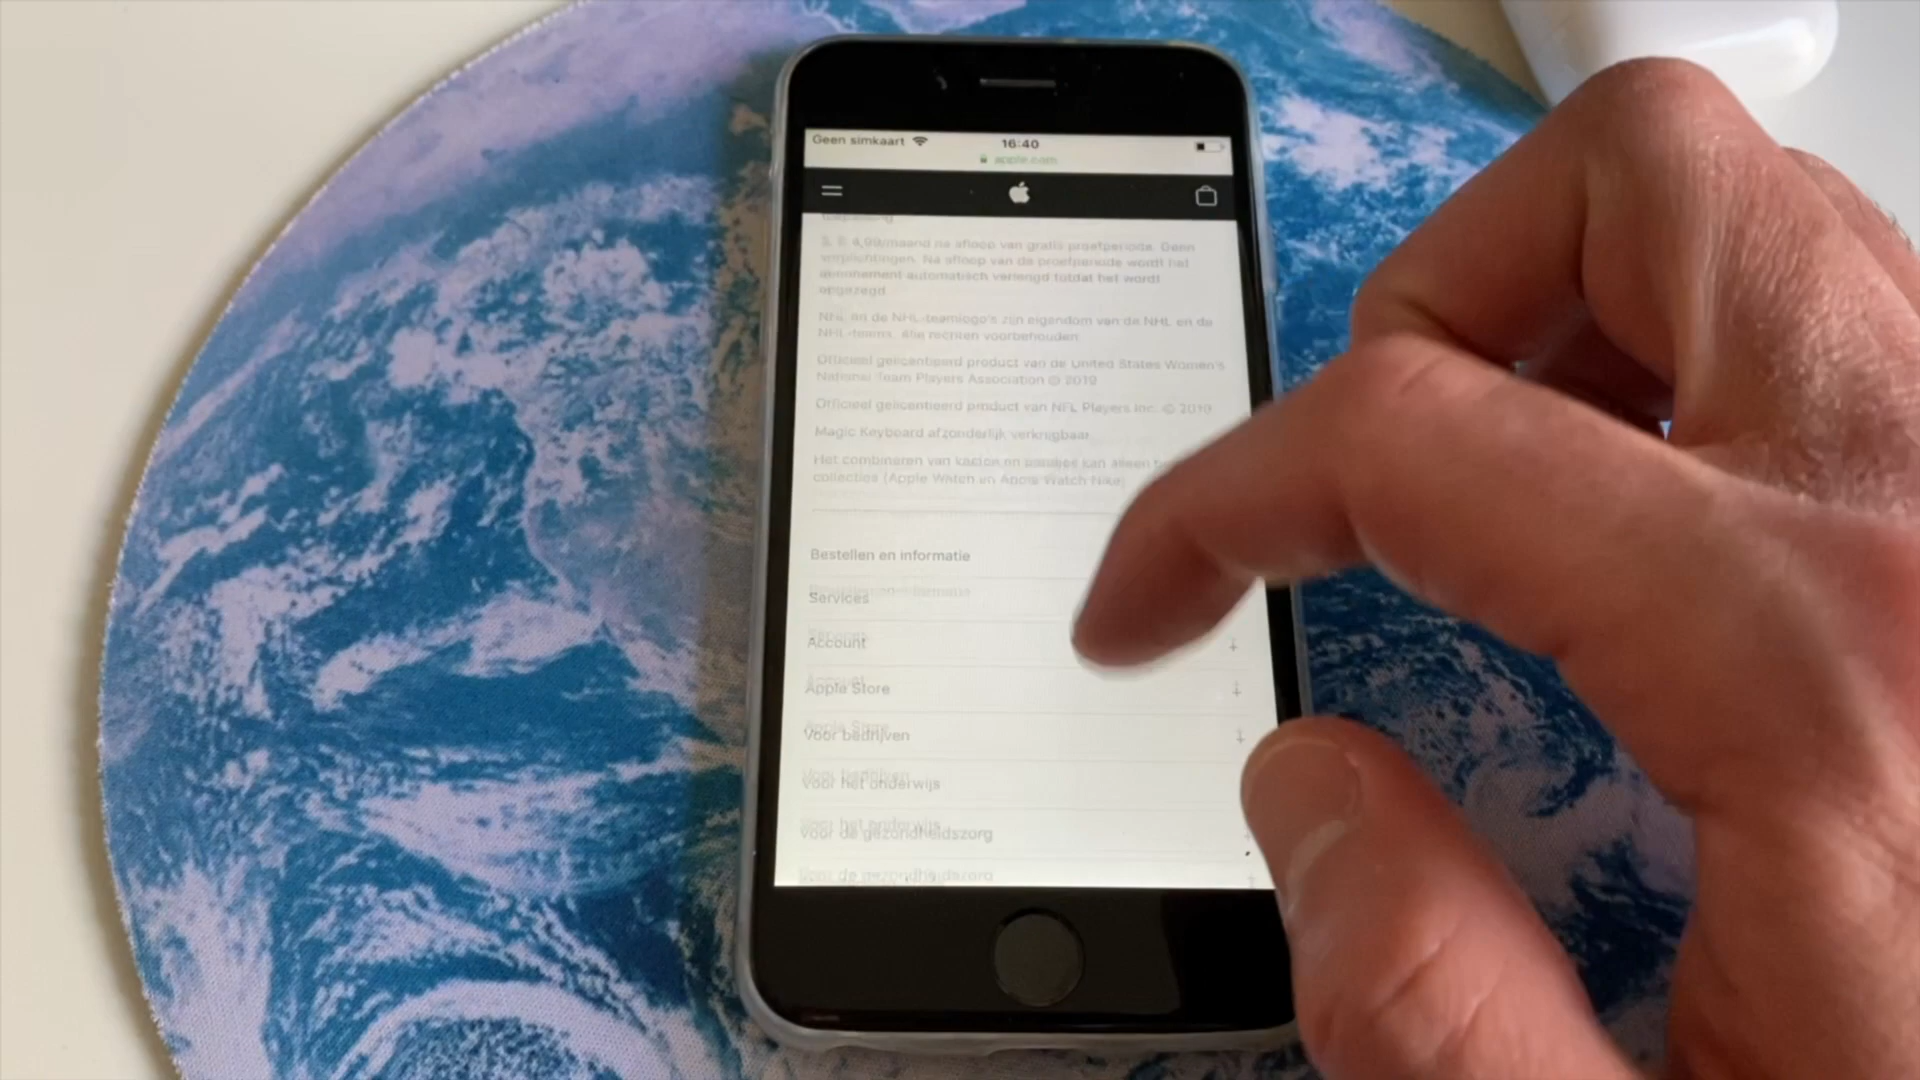 Geen simkaart
16:40
apple.com
4,99/maand na afloop van gratis proefperiode. Geen
verplichtingen. Na afloop van de proefperiode wordt het
abonnement automatisch verlengd totdat het wordt
opgezegd
NHL en de NHL-teamlogo's zijn eigendom van de NHL en de
NHL-teams. Alle rechten voorbehouden
Officieel gelicentieerd product van de United States Women's
National Team Players Association © 2019
Officieel gelicentieerd product van NFL Players Inc. © 2019
Magic Keyboard afzonderlijk verkrijgbaar
Het combineren van kasten en bandjes kan alleen
collecties (Apple Watch en Apple Watch Nike)
Bestellen en informatie
Services
Account
Apple Store
Voor bedrijven
Voor het onderwijs
Voor de gezondheidszorg